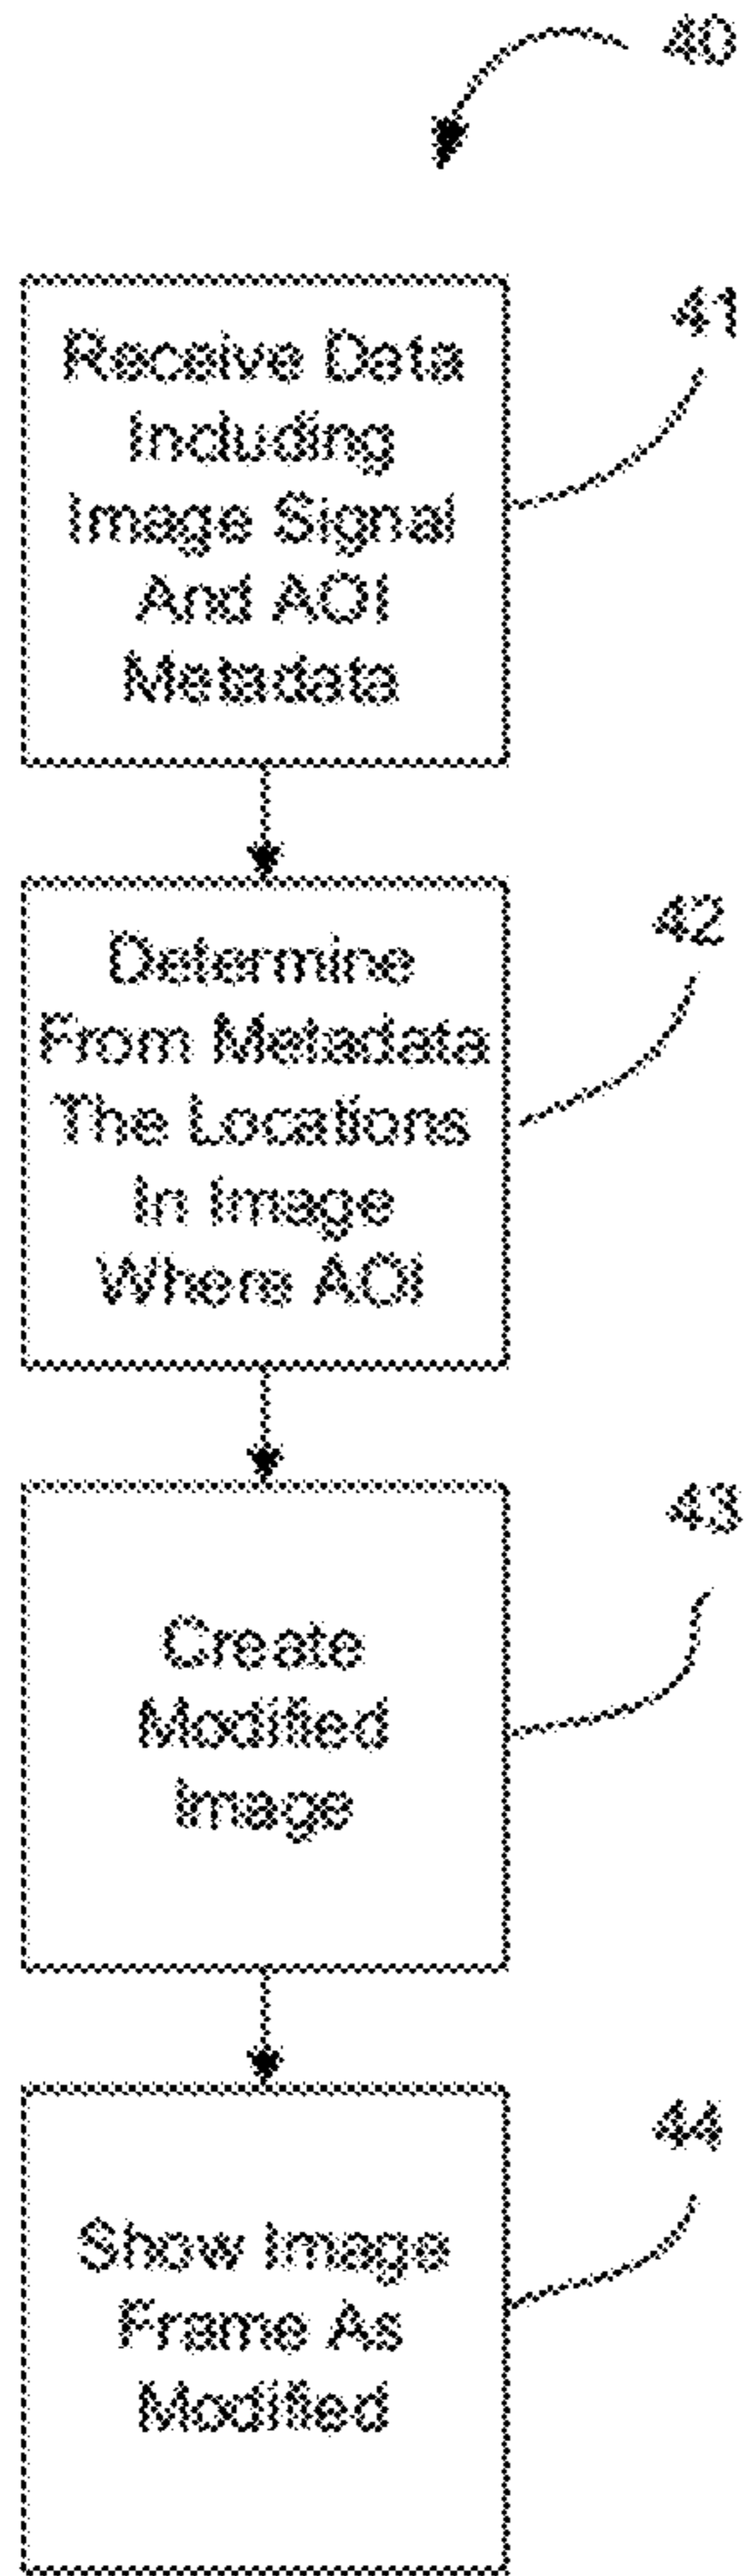 40
41
Receive Data
Including
Image Signal
And AOI
Metadata
42
Determine
From Metadata
The Locations
In Image
Where AOI
43
Create
Modified
Image
44
Show Image
Frame As
Modified